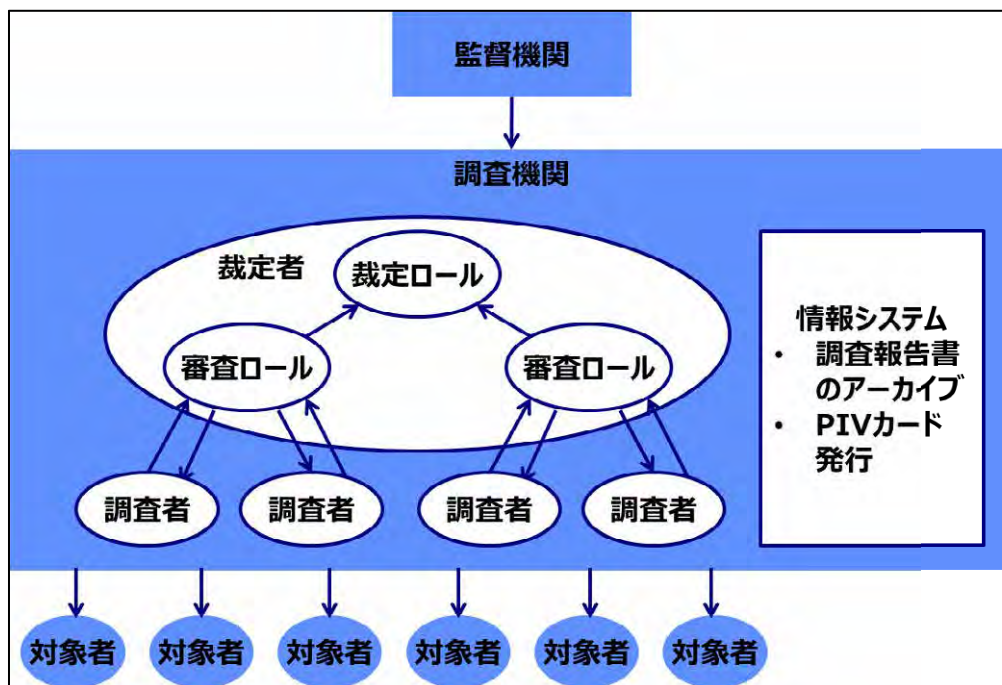 監督機関
調査機関
裁定者
裁定ロール
審査ロール
審査ロール
調査者
調査者
調査者
調査者
情報システム
• 調査報告書
のアーカイブ
• PIVカード
発行
対象者
対象者
対象者
対象者
対象者
対象者